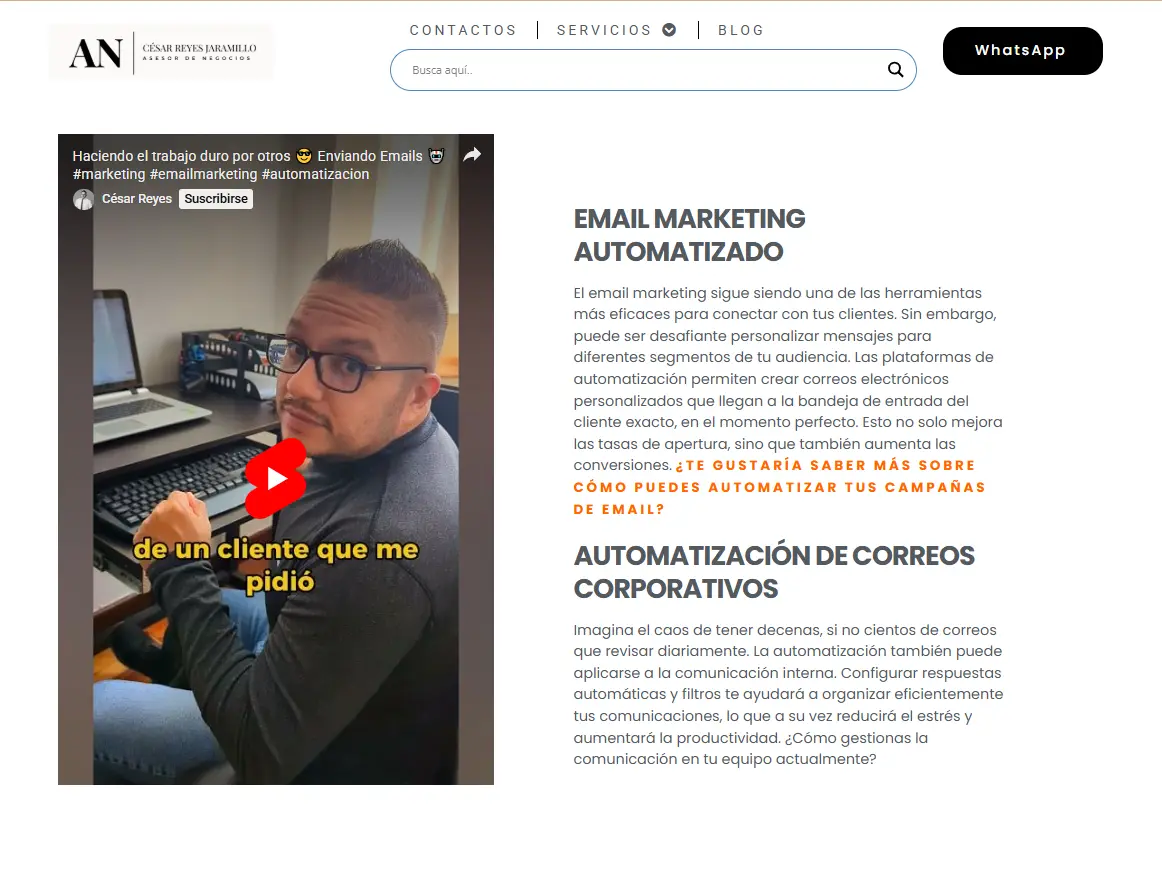 CONTACTOS
SERVICIOS
BLOG
AN
CÉSAR REYES JARAMILLO
ASESOR DE NEGOCIOS
Busca aquí..
WhatsApp
Haciendo el trabajo duro por otros 😎 Enviando Emails 🤖
#marketing #emailmarketing #automatizacion
César Reyes Suscribirse
de un cliente que me
pidió
EMAIL MARKETING
AUTOMATIZADO
El email marketing sigue siendo una de las herramientas
más eficaces para conectar con tus clientes. Sin embargo,
puede ser desafiante personalizar mensajes para
diferentes segmentos de tu audiencia. Las plataformas de
automatización permiten crear correos electrónicos
personalizados que llegan a la bandeja de entrada del
cliente exacto, en el momento perfecto. Esto no solo mejora
las tasas de apertura, sino que también aumenta las
conversiones. ¿TE GUSTARÍA SABER MÁS SOBRE
CÓMO PUEDES AUTOMATIZAR TUS CAMPAÑAS
DE EMAIL?
AUTOMATIZACIÓN DE CORREOS
CORPORATIVOS
Imagina el caos de tener decenas, si no cientos de correos
que revisar diariamente. La automatización también puede
aplicarse a la comunicación interna. Configurar respuestas
automáticas y filtros te ayudará a organizar eficientemente
tus comunicaciones, lo que a su vez reducirá el estrés y
aumentará la productividad. ¿Cómo gestionas la
comunicación en tu equipo actualmente?